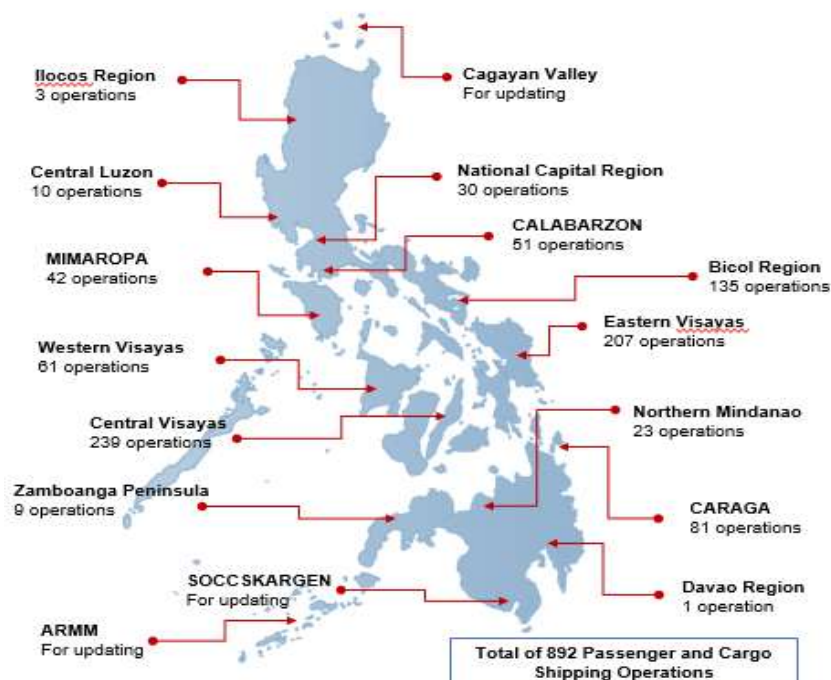 Ilocos Region
3 operations
Cagayan Valley
For updating
Central Luzon
10 operations
National Capital Region
30 operations
CALABARZON
51 operations
MIMAROPA
42 operations
Bicol Region
135 operations
Eastern Visayas
207 operations
Western Visayas
61 operations
Northern Mindanao
23 operations
Central Visayas
239 operations
Zamboanga Peninsula
9 operations
CARAGA
81 operations
SOCCSKARGEN
For updating
Davao Region
1 operation
ARMM
For updating
Total of 892 Passenger and Cargo
Shipping Operations